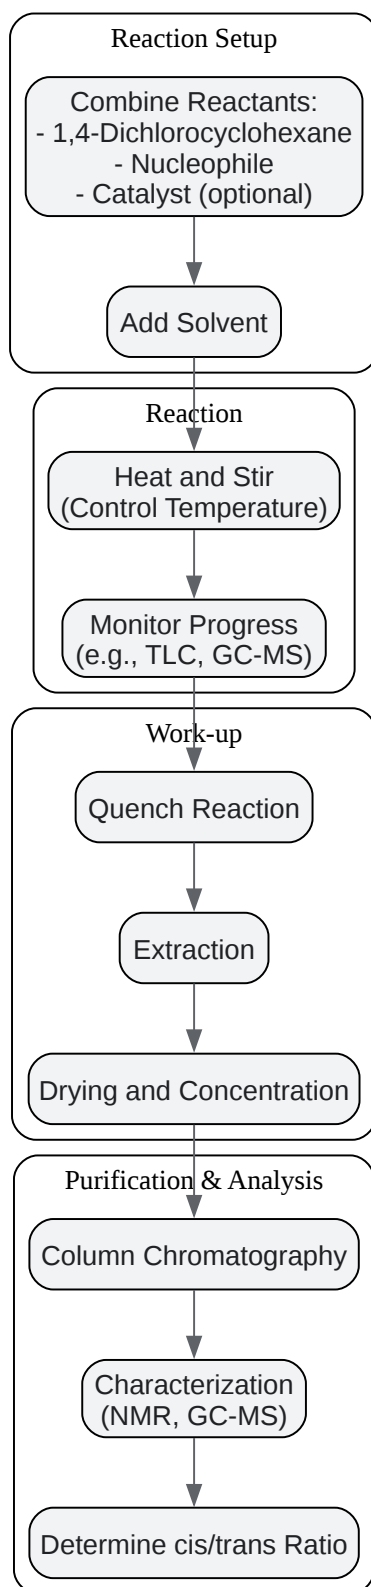 Reaction Setup
Combine Reactants:
- 1,4-Dichlorocyclohexane
- Nucleophile
- Catalyst (optional)
Add Solvent
Reaction
Heat and Stir
(Control Temperature)
Monitor Progress
(e.g., TLC, GC-MS)
Work-up
Quench Reaction
Extraction
Drying and Concentration
Purification & Analysis
Column Chromatography
Characterization
(NMR, GC-MS)
Determine cis/trans Ratio